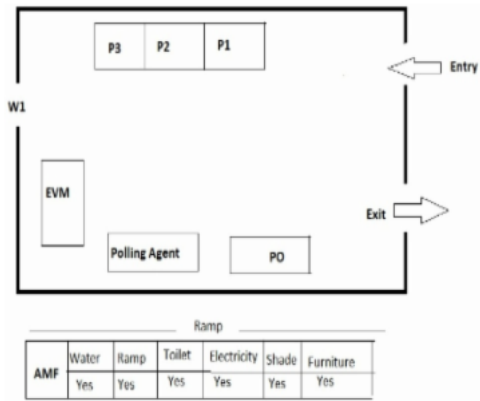 P3 P2 P1
Entry
W1
EVM
Exit
Polling Agent
PO
Ramp
AMF Water Ramp Toilet Electricity Shade Furniture
Yes Yes Yes Yes Yes Yes